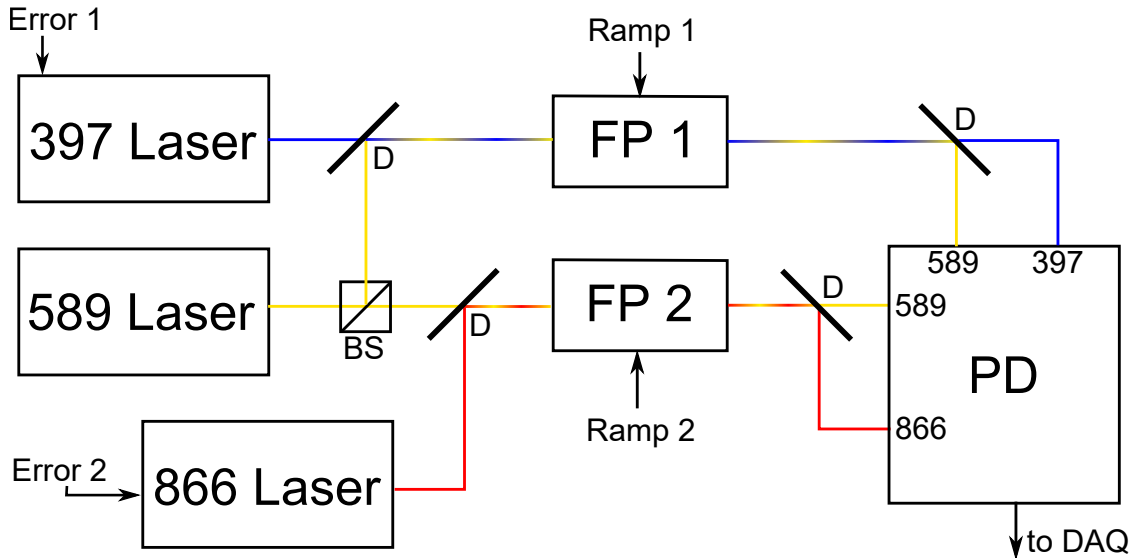 Error 1
Ramp 1
397 Laser
D
FP 1
D
589
397
589 Laser
BS
D
FP 2
D
589
PD
866
Ramp 2
Error 2
866 Laser
to DAQ